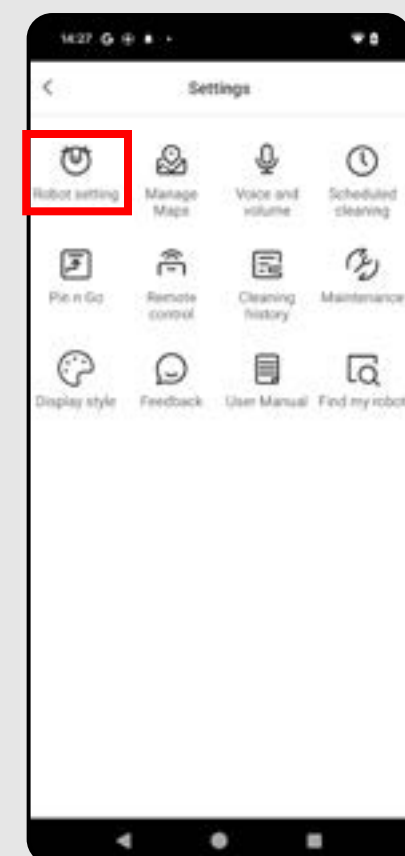 14:27 G
Settings
Robot setting
Manage Maps
Voice and volume
Scheduled cleaning
Pin n Go
Remote control
Cleaning history
Maintenance
Display style
Feedback
User Manual
Find my robot